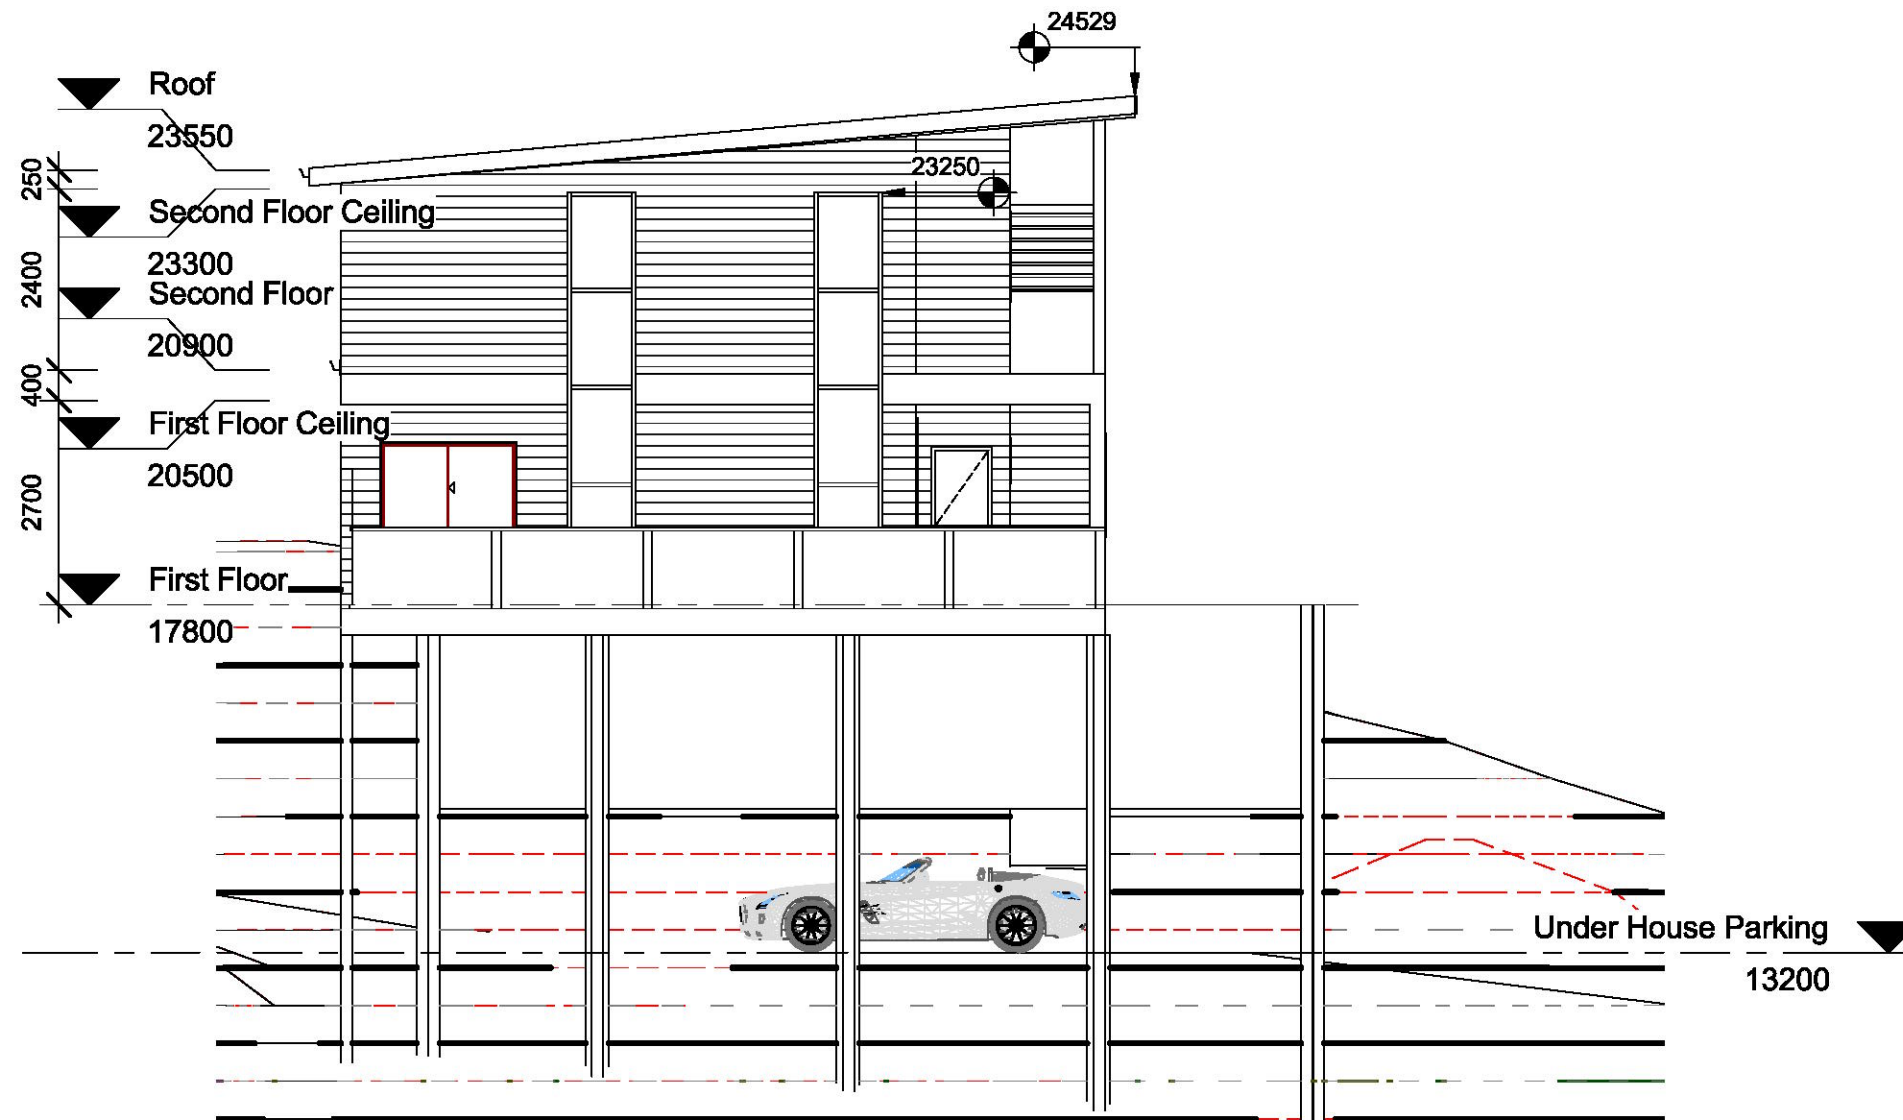 24529
Roof
23550
250
23250
Second Floor Ceiling
23300
2400
Second Floor
20900
400
First Floor Ceiling
20500
2700
First Floor
17800
Under House Parking
13200